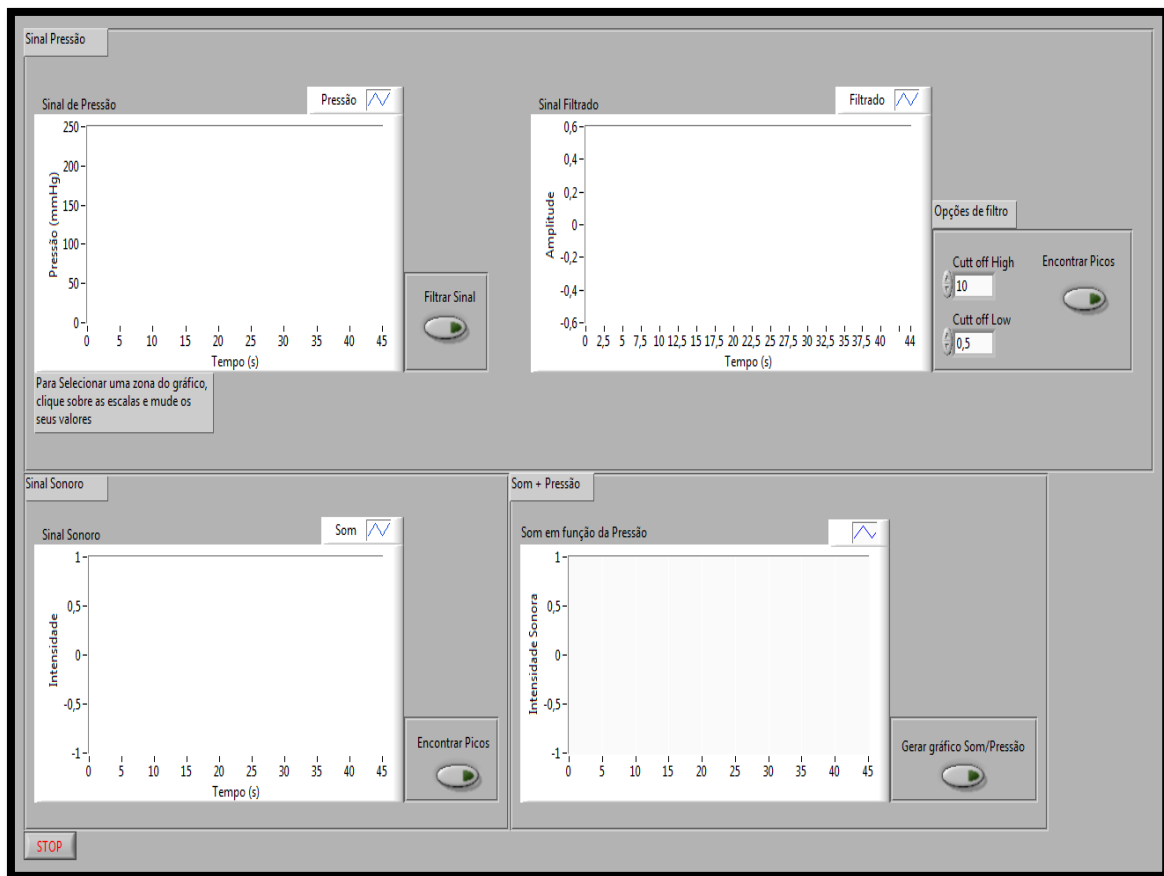 Sinal Pressão
Sinal de Pressão
Pressão
250
200
150
100
50
0
Pressão (mmHg)
0 5 10 15 20 25 30 35 40 45
Tempo (s)
Filtrar Sinal
Para Selecionar uma zona do gráfico,
clique sobre as escalas e mude os
seus valores
Sinal Filtrado
Filtrado
0,6
0,4
0,2
0
-0,2
-0,4
-0,6
Amplitude
0 2,5 5 7,5 10 12,5 15 17,5 20 22,5 25 27,5 30 32,5 35 37,5 40 44
Tempo (s)
Opções de filtro
Cutt off High
10
Cutt off Low
0,5
Encontrar Picos
Sinal Sonoro
Sinal Sonoro
Som
1
0,5
0
-0,5
-1
Intensidade
0 5 10 15 20 25 30 35 40 45
Tempo (s)
Encontrar Picos
Som + Pressão
Som em função da Pressão
1
0,5
0
-0,5
-1
Intensidade Sonora
0 5 10 15 20 25 30 35 40 45
Gerar gráfico Som/Pressão
STOP